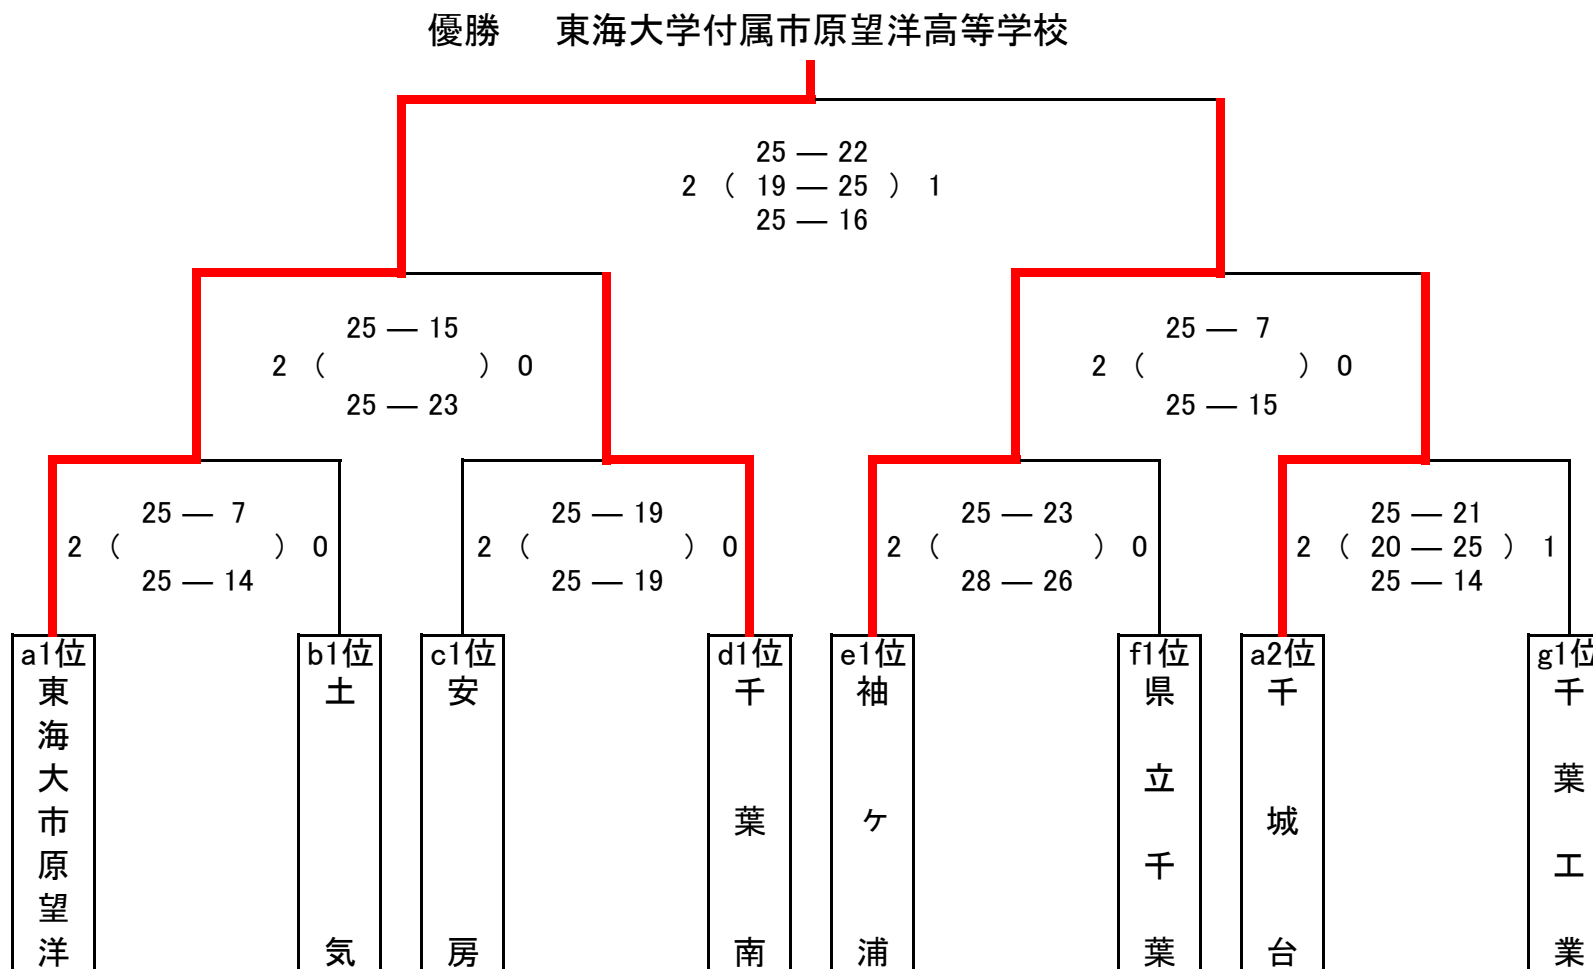 優勝 東海大学付属市原望洋高等学校
25 ― 22
2 ( 19 ― 25 ) 1
25 ― 16
25 ― 15
2 ( ) 0
25 ― 23
25 ― 7
2 ( ) 0
25 ― 15
25 ― 7
2 ( ) 0
25 ― 14
25 ― 19
2 ( ) 0
25 ― 19
25 ― 23
2 ( ) 0
28 ― 26
25 ― 21
2 ( 20 ― 25 ) 1
25 ― 14
a1位
東海大市原望洋
b1位
土気
c1位
安房
d1位
千葉南
e1位
袖ヶ浦
f1位
県立千葉
a2位
千城台
g1位
千葉工業